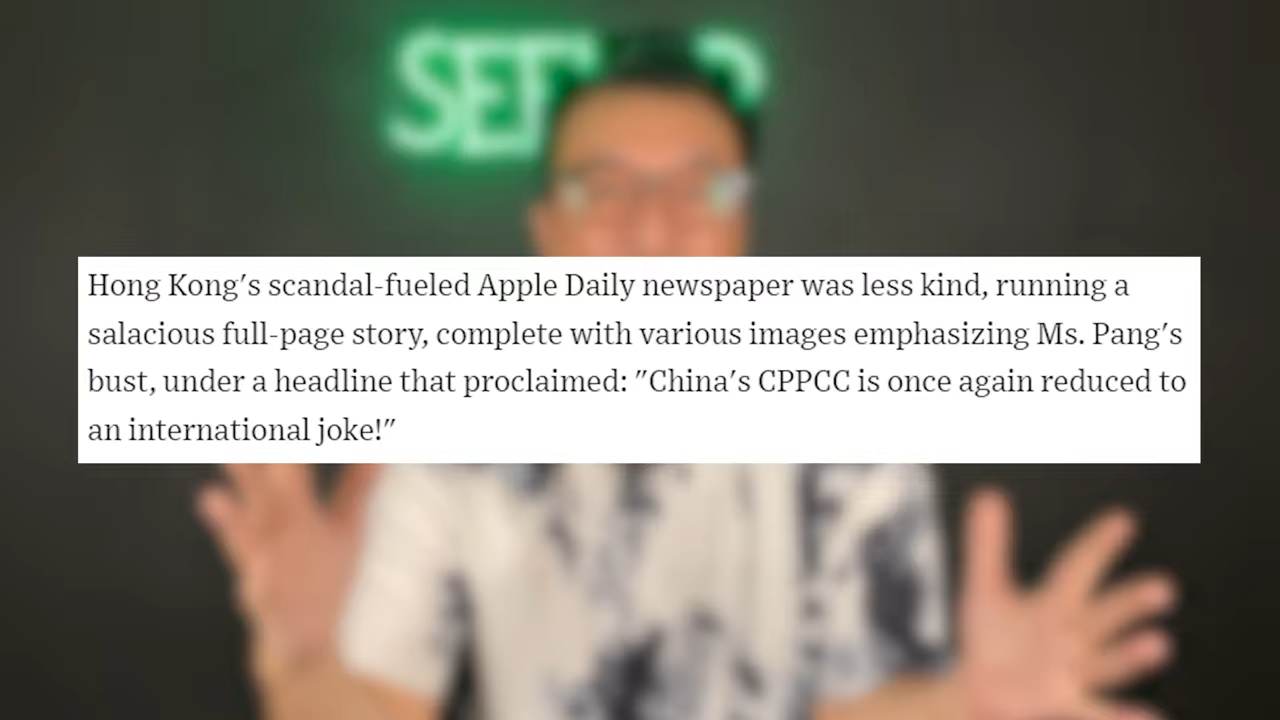 Hong Kong's scandal-fueled Apple Daily newspaper was less kind, running a
salacious full-page story, complete with various images emphasizing Ms. Pang's
bust, under a headline that proclaimed: "China's CPPCC is once again reduced to
an international joke!"